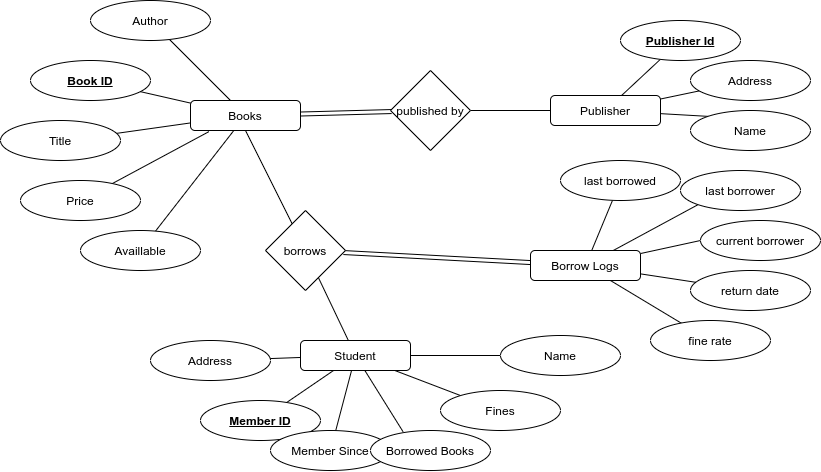 Author
Publisher Id
Book ID
Address
Books
published by
Publisher
Title
Name
last borrowed
last borrower
Price
current borrower
Availlable
borrows
Borrow Logs
return date
fine rate
Address
Student
Name
Member ID
Fines
Member Since
Borrowed Books